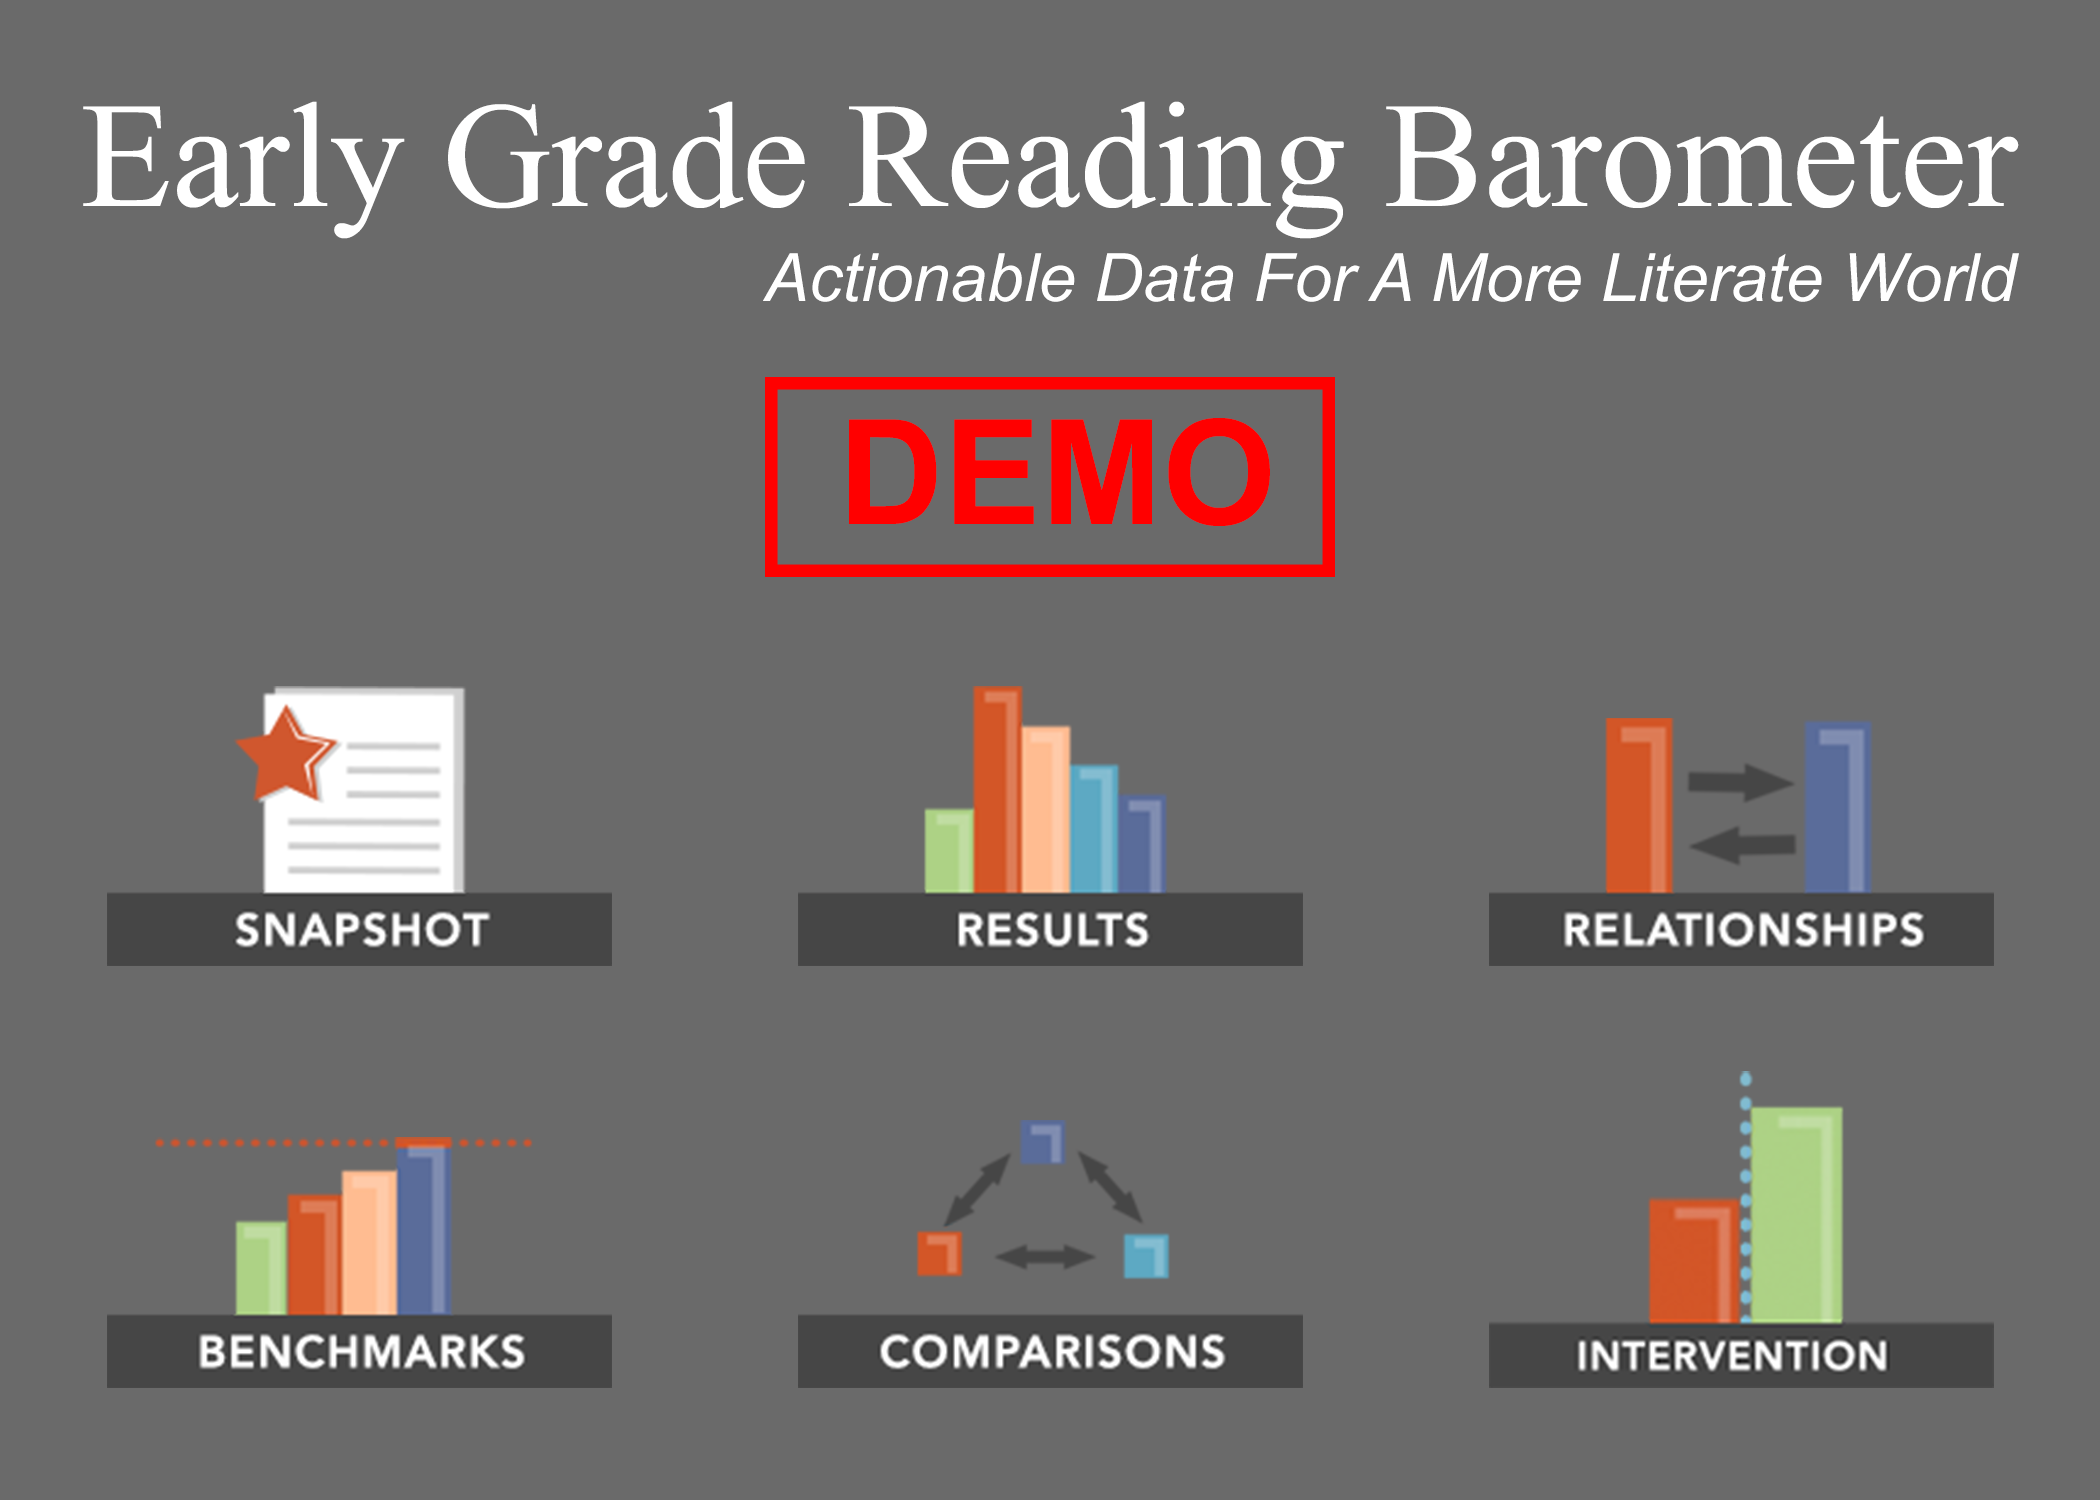 Early Grade Reading Barometer
Actionable Data For A More Literate World
DEMO
SNAPSHOT
RESULTS
RELATIONSHIPS
BENCHMARKS
COMPARISONS
INTERVENTION